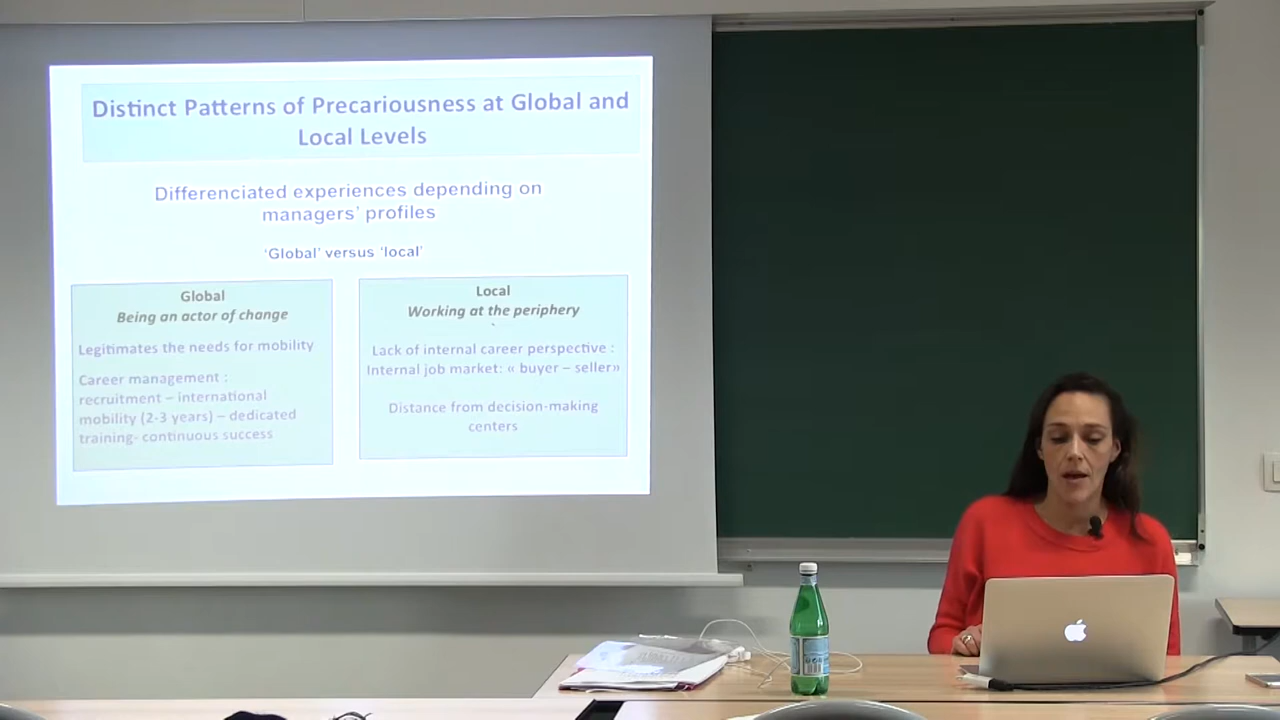 Distinct Patterns of Precariousness at Global and
Local Levels
Differenciated experiences depending on
managers' profiles
'Global' versus 'local'
Global
Being an actor of change
Legitimates the needs for mobility
Career management :
recruitment – international
mobility (2-3 years) – dedicated
training- continuous success
Local
Working at the periphery
Lack of internal career perspective :
Internal job market: « buyer – seller»
Distance from decision-making
centers